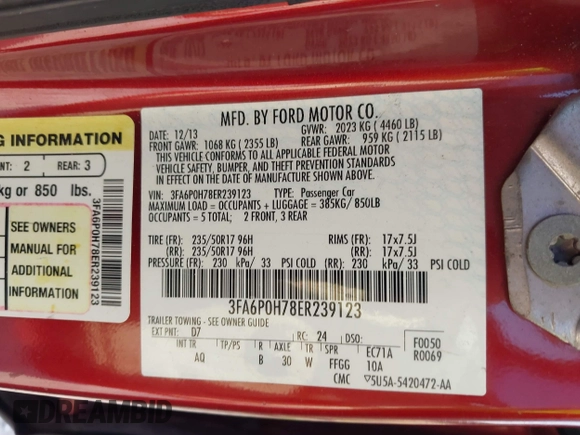 MFD. BY FORD MOTOR CO.
DATE: 12/13 GVWR: 2023 KG ( 4460 LB)
FRONT GAWR: 1068 KG ( 2355 LB) REAR GAWR: 959 KG ( 2115 LB)
THIS VEHICLE CONFORMS TO ALL APPLICABLE FEDERAL MOTOR
VEHICLE SAFETY, BUMPER, AND THEFT PREVENTION STANDARDS
IN EFFECT ON THE DATE OF MANUFACTURE SHOWN ABOVE.
VIN: 3FA6P0H78ER239123 TYPE: Passenger Car
MAXIMUM LOAD = OCCUPANTS + LUGGAGE = 385KG / 850LB
OCCUPANTS = 5 TOTAL: 2 FRONT, 3 REAR
TIRE (FR): 235/50R17 96H RIMS (FR): 17x7.5J
(RR): 235/50R17 96H (RR): 17x7.5J
PRESSURE (FR): 230 kPa/ 33 PSI COLD (RR): 230 kPa/ 33 PSI COLD
3FA6P0H78ER239123
TRAILER TOWING - SEE OWNER GUIDE
EXT PNT: D7 RC: 24 DSO: F0050
R0069
INT TR TP/PS R AXLE TR SPR EC71A
AQ B 30 W FFGG 10A
CMC ▽5U5A-5420472-AA
G INFORMATION
NT: 2 REAR: 3
kg or 850 lbs.
SEE OWNERS
MANUAL FOR
ADDITIONAL
INFORMATION
3FA6P0H78ER239123
DREAMBID